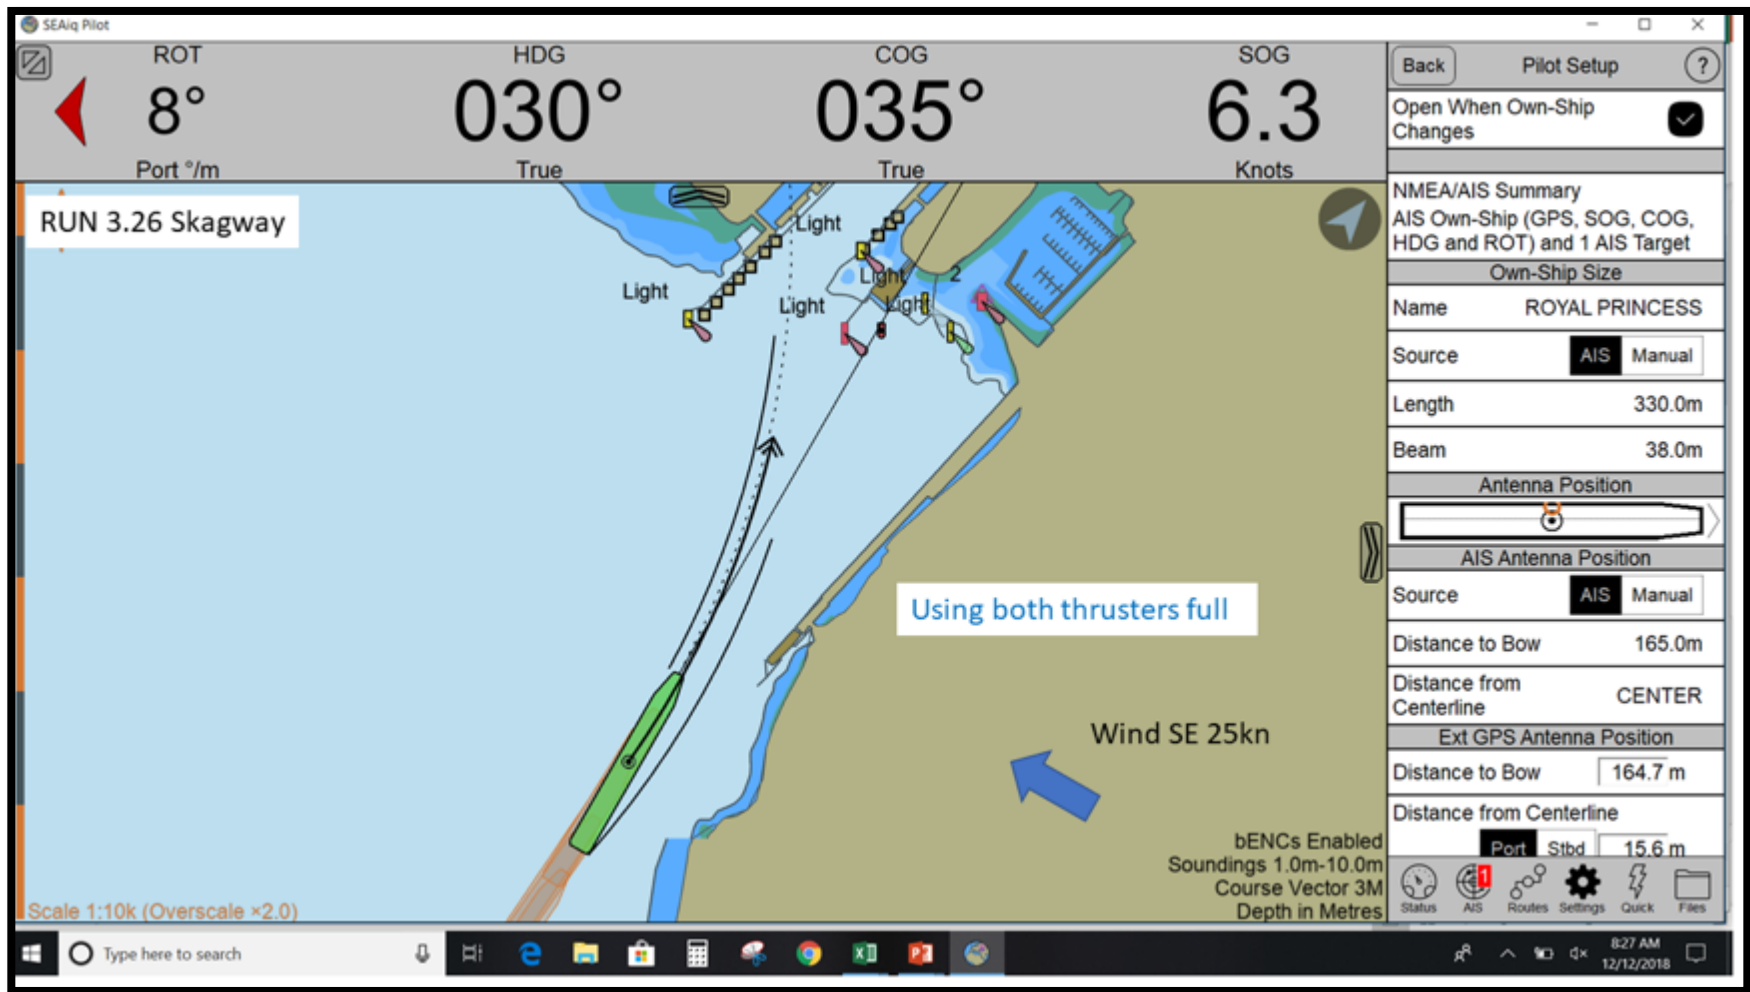 SEAiq Pilot
ROT
HDG
COG
SOG
8°
030°
035°
6.3
Port °/m
True
True
Knots
RUN 3.26 Skagway
Light
Light
Light
Light
Light
2
Using both thrusters full
Wind SE 25kn
bENCs Enabled
Soundings 1.0m-10.0m
Course Vector 3M
Depth in Metres
Scale 1:10k (Overscale ×2.0)
Back Pilot Setup ?
Open When Own-Ship
Changes
NMEA/AIS Summary
AIS Own-Ship (GPS, SOG, COG,
HDG and ROT) and 1 AIS Target
Own-Ship Size
Name ROYAL PRINCESS
Source AIS Manual
Length 330.0m
Beam 38.0m
Antenna Position
AIS Antenna Position
Source AIS Manual
Distance to Bow 165.0m
Distance from
Centerline CENTER
Ext GPS Antenna Position
Distance to Bow 164.7 m
Distance from Centerline
Port Stbd 15.6 m
1
Status AIS Routes Settings Quick Files
Type here to search
8:27 AM
12/12/2018